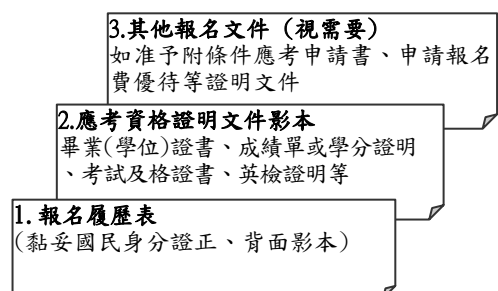 3.其他報名文件（視需要）
如准予附條件應考申請書、申請報名
費優待等證明文件
2.應考資格證明文件影本
畢業(學位)證書、成績單或學分證明
、考試及格證書、英檢證明等
1.報名履歷表
(黏妥國民身分證正、背面影本)